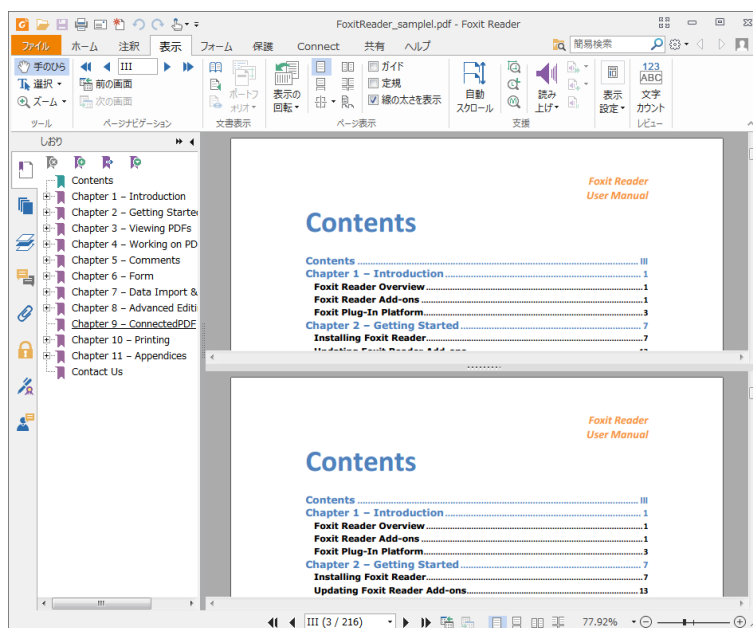 FoxitReader_samplel.pdf - Foxit Reader
ファイル ホーム 注釈 表示 フォーム 保護 Connect 共有 ヘルプ 簡易検索
手のひら
選択
ズーム
ツール
III
前の画面
次の画面
ページナビゲーション
ポートフォリオ
文書表示
表示の回転
ガイド
定規
線の太さを表示
ページ表示
自動スクロール
読み上げ
支援
表示設定
123
ABC
文字カウント
レビュー
しおり
Contents
Chapter 1 – Introduction
Chapter 2 – Getting Starte
Chapter 3 – Viewing PDFs
Chapter 4 – Working on PD
Chapter 5 – Comments
Chapter 6 – Form
Chapter 7 – Data Import &
Chapter 8 – Advanced Editi
Chapter 9 – ConnectedPDF
Chapter 10 – Printing
Chapter 11 – Appendices
Contact Us
Foxit Reader
User Manual
Contents
Contents III
Chapter 1 – Introduction 1
Foxit Reader Overview 1
Foxit Reader Add-ons 1
Foxit Plug-In Platform 3
Chapter 2 – Getting Started 7
Installing Foxit Reader 7
Updating Foxit Reader Add-ons 13
Foxit Reader
User Manual
Contents
Contents III
Chapter 1 – Introduction 1
Foxit Reader Overview 1
Foxit Reader Add-ons 1
Foxit Plug-In Platform 3
Chapter 2 – Getting Started 7
Installing Foxit Reader 7
Updating Foxit Reader Add-ons 13
III (3 / 216) 77.92%